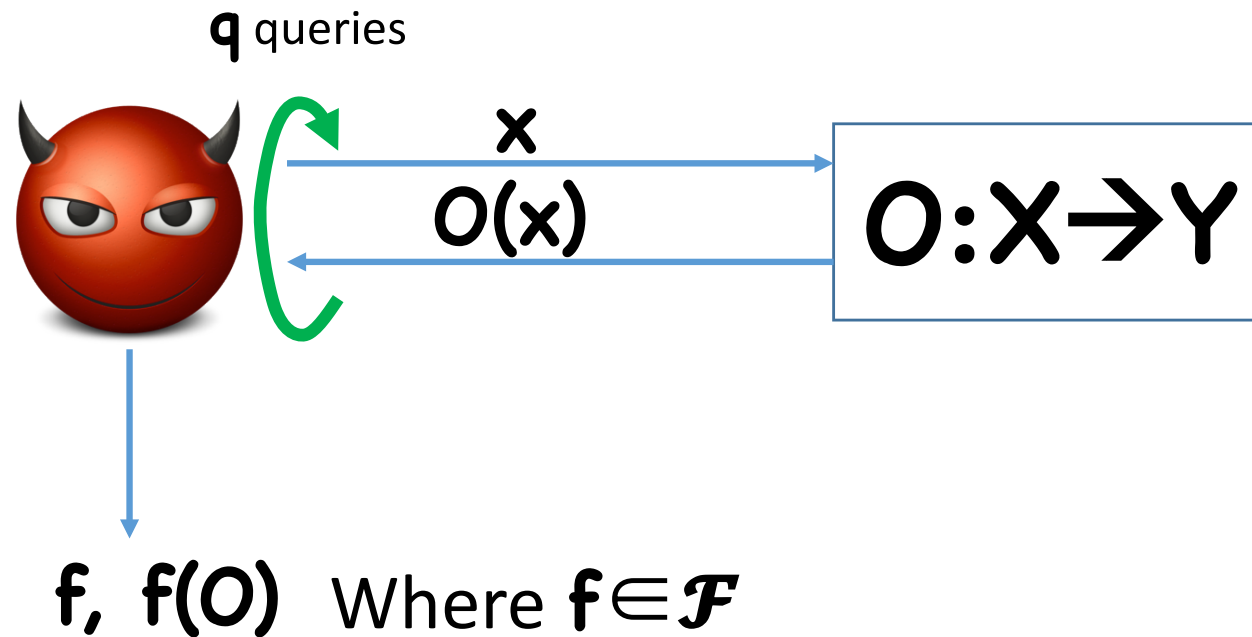 q queries
x
O(x)
O:X→Y
f, f(O) Where f∈ℱ